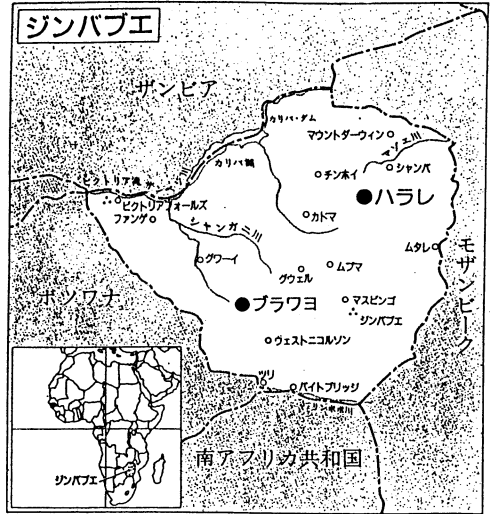 ジンバブエ
ザンビア
カリバ・ダム
マウントダーウィン
マゾエ川
カリバ湖
シャンバ
チンホイ
ハラレ
ビクトリア滝
ビクトリアフォールズ
ファンゲ
カドマ
シャンガニ川
ムタレ
モザンビーク
グワーイ
ムブマ
グウェル
ボツワナ
ブラワヨ
マスビンゴ
ジンバブエ
ヴェストニコルソン
ツリ
バイトブリッジ
リンポポ川
南アフリカ共和国
ジンバブエ